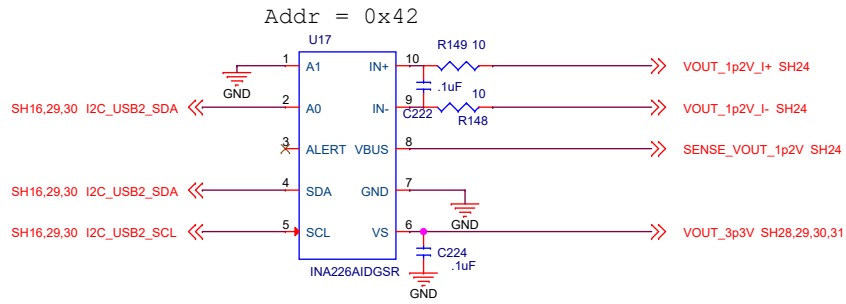 Addr = 0x42
U17
R149 10
1 A1 IN+ 10 VOUT_1p2V_I+ SH24
GND
.1uF
10
SH16,29,30 I2C_USB2_SDA 2 A0 IN- 9 VOUT_1p2V_I- SH24
C222
R148
3 ALERT VBUS 8 SENSE_VOUT_1p2V SH24
SH16,29,30 I2C_USB2_SDA 4 SDA GND 7
GND
SH16,29,30 I2C_USB2_SCL 5 SCL VS 6 VOUT_3p3V SH28,29,30,31
C224
.1uF
INA226AIDGSR
GND